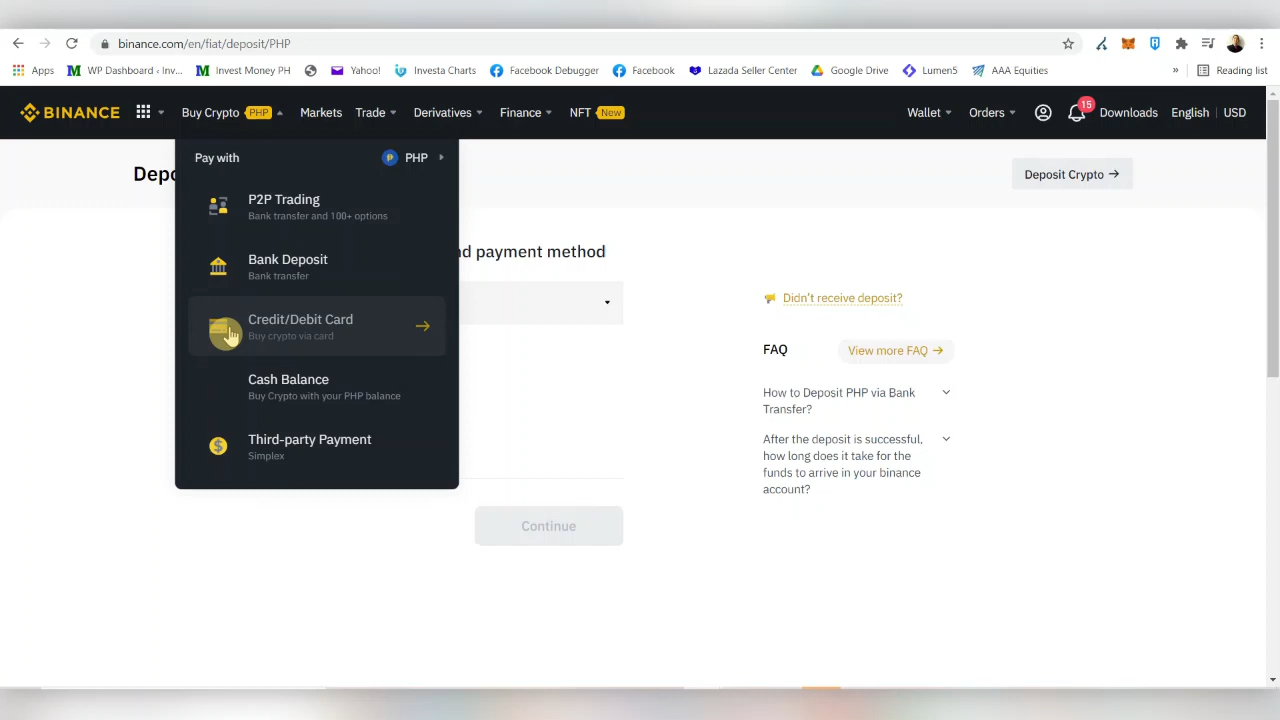 binance.com/en/fiat/deposit/PHP
Apps
WP Dashboard ‹ Inv...
Invest Money PH
Yahoo!
Investa Charts
Facebook Debugger
Facebook
Lazada Seller Center
Google Drive
Lumen5
AAA Equities
»
Reading list
BINANCE
Buy Crypto PHP
Markets
Trade
Derivatives
Finance
NFT New
Wallet
Orders
15
Downloads
English | USD
Pay with
PHP
Depo
Deposit Crypto →
P2P Trading
Bank transfer and 100+ options
nd payment method
Bank Deposit
Bank transfer
Didn't receive deposit?
Credit/Debit Card
Buy crypto via card
FAQ
View more FAQ →
Cash Balance
Buy Crypto with your PHP balance
How to Deposit PHP via Bank
Transfer?
Third-party Payment
Simplex
After the deposit is successful,
how long does it take for the
funds to arrive in your binance
account?
Continue